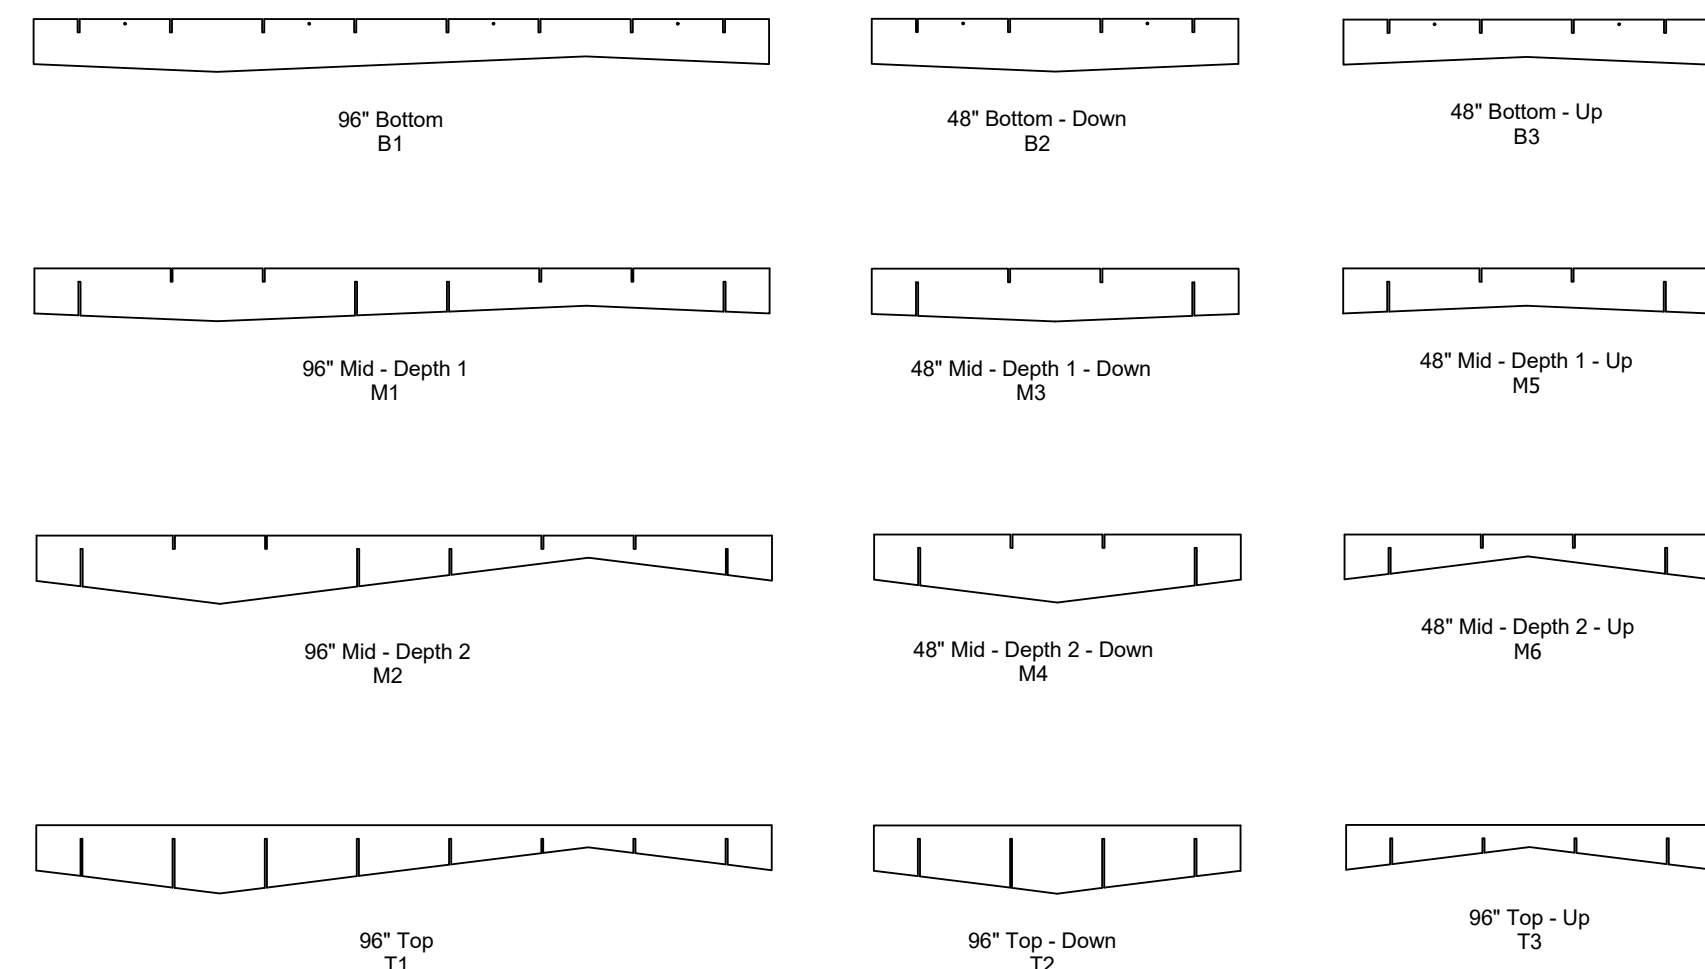 96" Bottom
B1
48" Bottom - Down
B2
48" Bottom - Up
B3
96" Mid - Depth 1
M1
48" Mid - Depth 1 - Down
M3
48" Mid - Depth 1 - Up
M5
96" Mid - Depth 2
M2
48" Mid - Depth 2 - Down
M4
48" Mid - Depth 2 - Up
M6
96" Top
T1
96" Top - Down
T2
96" Top - Up
T3